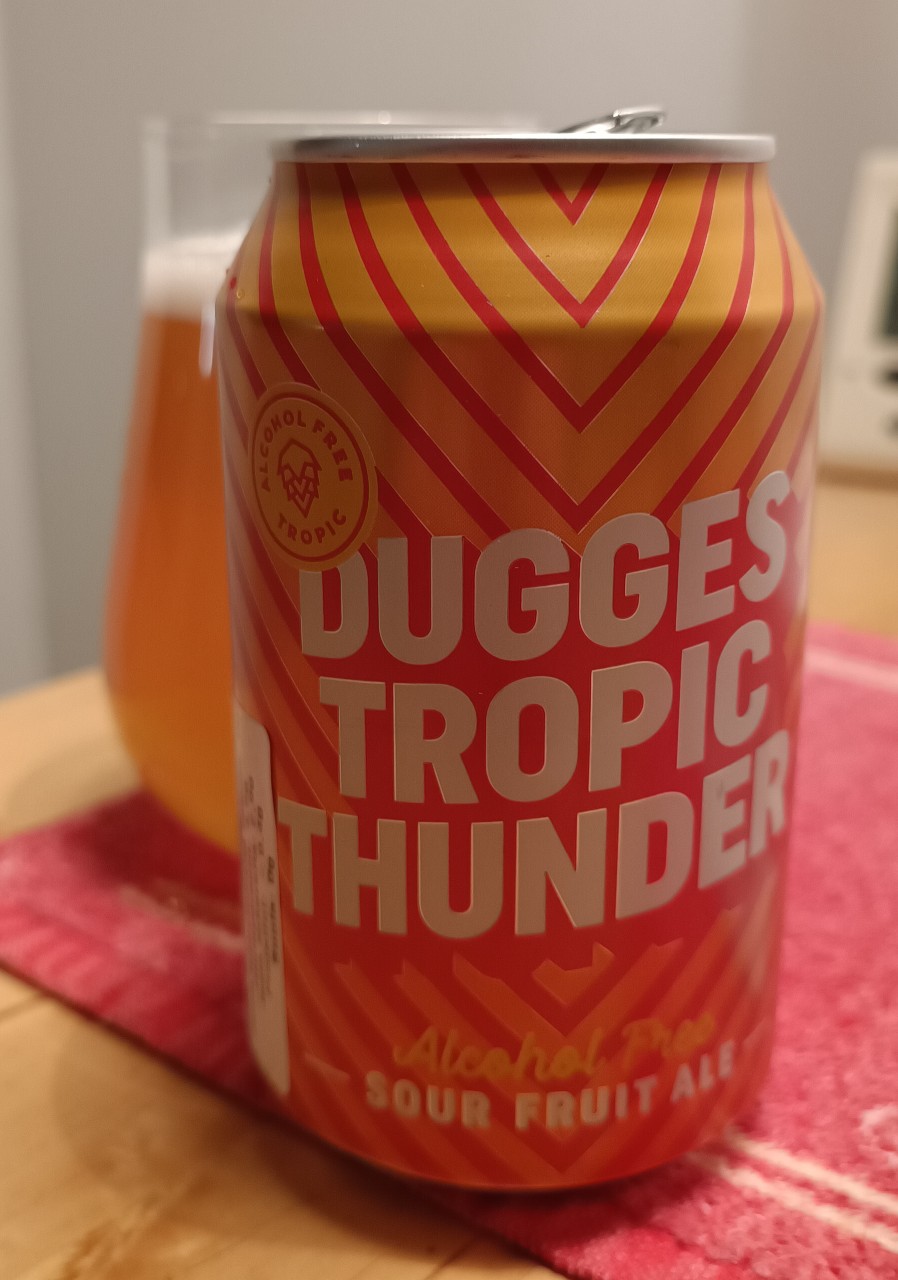 ALCOHOL FREE
TROPIC
DUGGES
TROPIC
THUNDER
Alcohol Free
SOUR FRUIT ALE